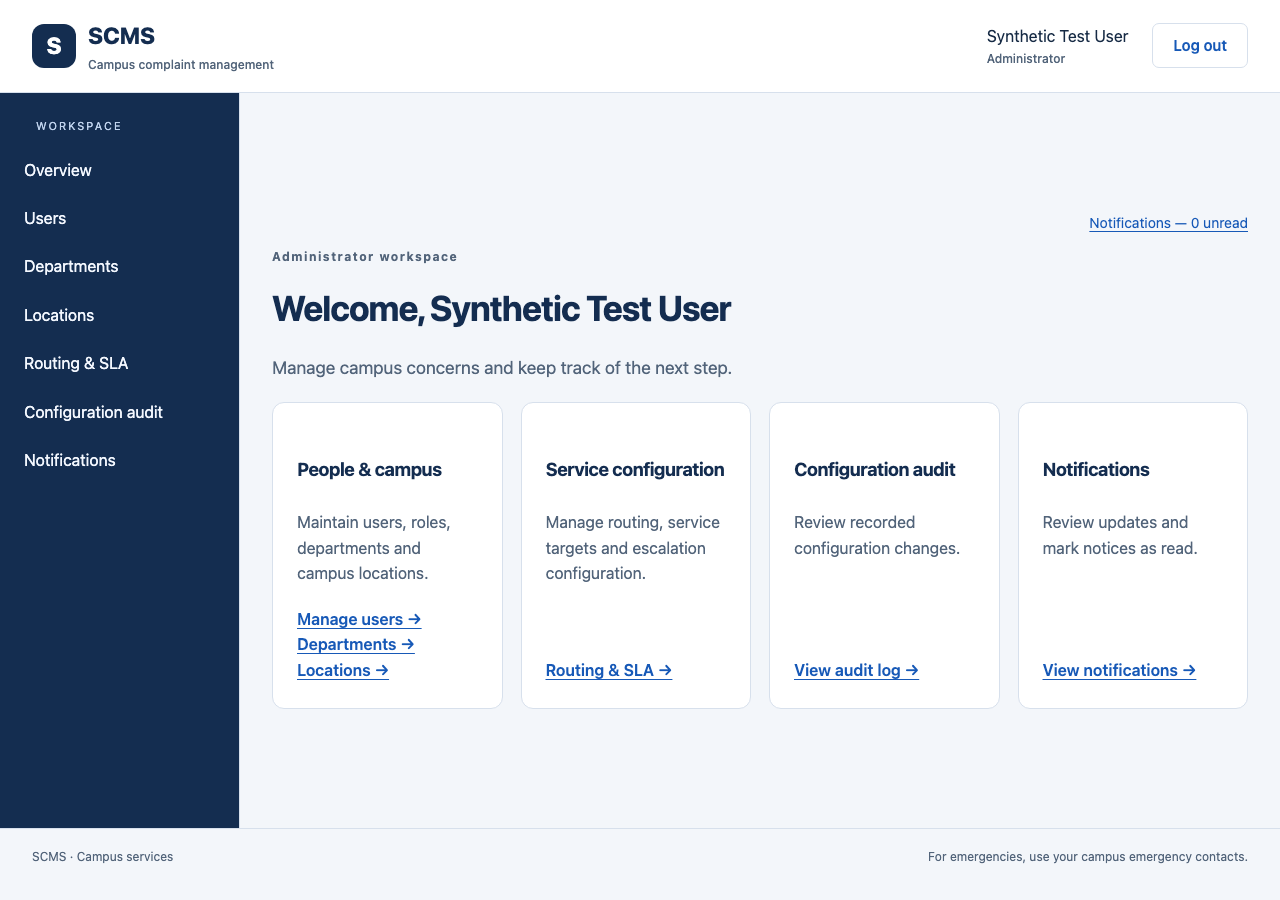 S
SCMS
Campus complaint management
Synthetic Test User
Administrator
Log out
WORKSPACE
Overview
Users
Departments
Locations
Routing & SLA
Configuration audit
Notifications
Notifications — 0 unread
Administrator workspace
Welcome, Synthetic Test User
Manage campus concerns and keep track of the next step.
People & campus
Maintain users, roles,
departments and
campus locations.
Manage users →
Departments →
Locations →
Service configuration
Manage routing, service
targets and escalation
configuration.
Routing & SLA →
Configuration audit
Review recorded
configuration changes.
View audit log →
Notifications
Review updates and
mark notices as read.
View notifications →
SCMS · Campus services
For emergencies, use your campus emergency contacts.